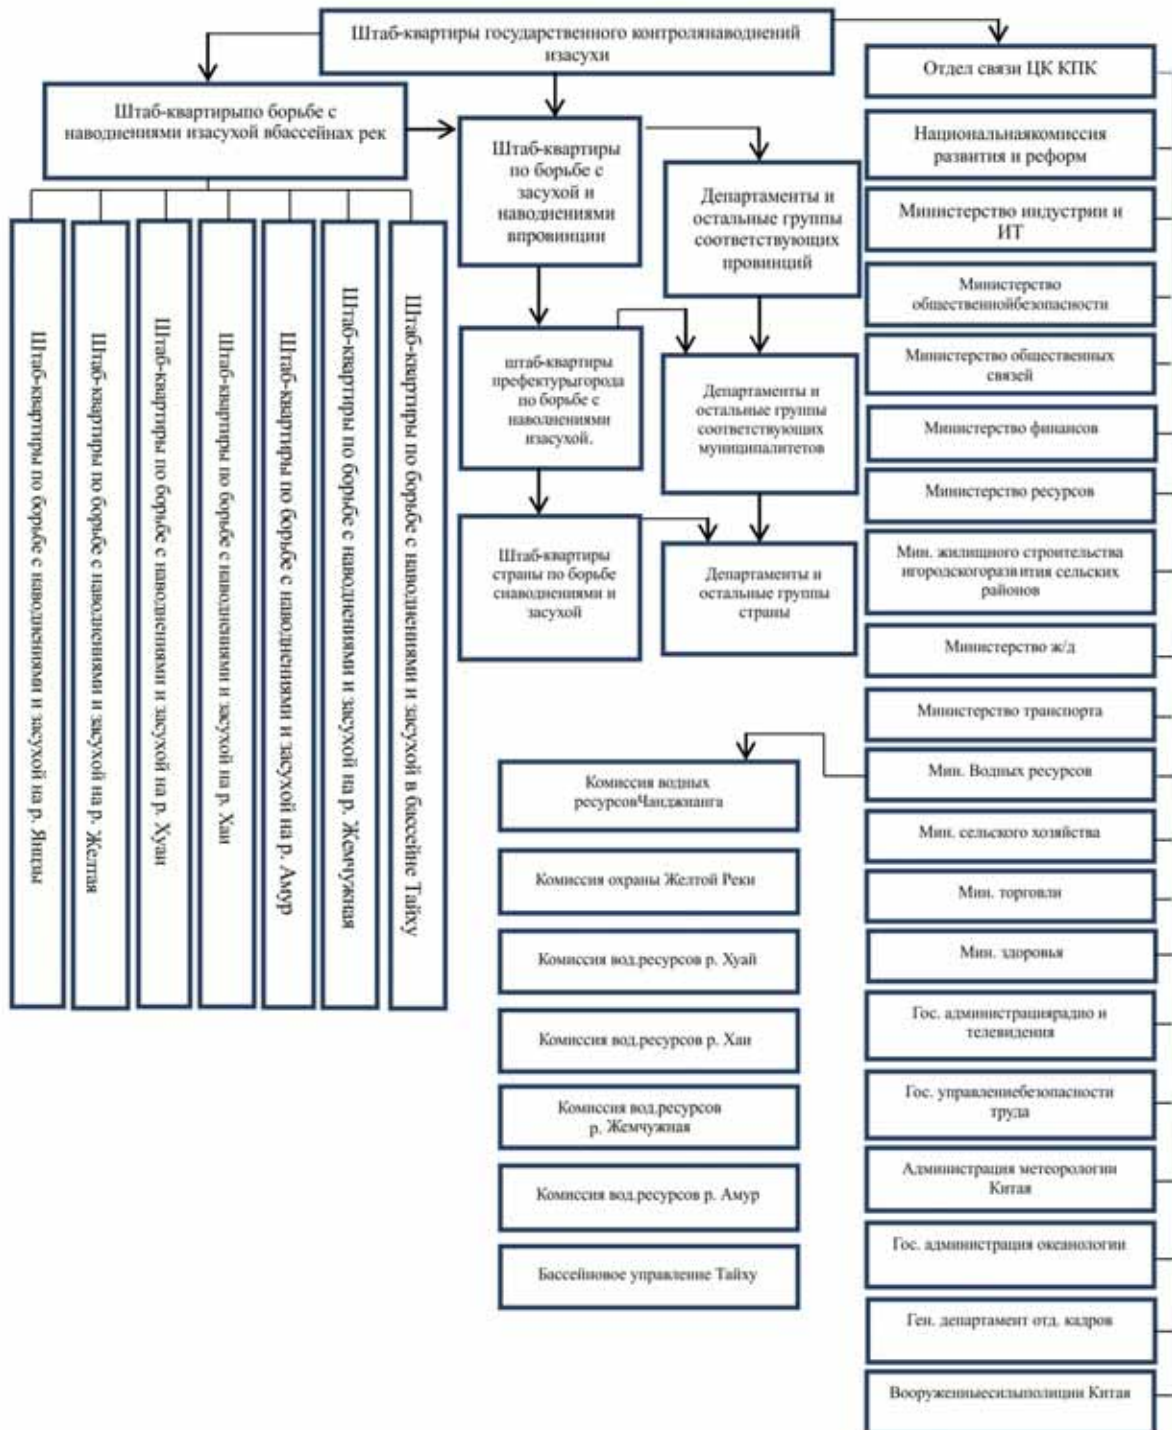 Штаб-квартиры государственного контролянаводнений
изасухи
Штаб-квартирыпо борьбе с
наводнениями изасухой вбассейнах рек
Штаб-квартиры по борьбе с наводнениями и засухой на р. Янцзы
Штаб-квартиры по борьбе с наводнениями и засухой на р. Желтая
Штаб-квартиры по борьбе с наводнениями и засухой на р. Хуаи
Штаб-квартиры по борьбе с наводнениями и засухой на р. Хаи
Штаб-квартиры по борьбе с наводнениями и засухой на р. Амур
Штаб-квартиры по борьбе с наводнениями и засухой на р. Жемчужная
Штаб-квартиры по борьбе с наводнениями и засухой в бассейне Тайху
Штаб-квартиры
по борьбе с
засухой и
наводнениями
впровинции
Департаменты и
остальные группы
соответствующих
провинций
штаб-квартиры
префектурыгорода
по борьбе с
наводнениями
изасухой.
Департаменты и
остальные группы
соответствующих
муниципалитетов
Штаб-квартиры
страны по борьбе
снаводнениями и
засухой
Департаменты и
остальные группы
страны
Комиссия водных
ресурсовЧанджианга
Комиссия охраны Желтой Реки
Комиссия вод.ресурсов р. Хуай
Комиссия вод.ресурсов р. Хаи
Комиссия вод.ресурсов
р. Жемчужная
Комиссия вод.ресурсов р. Амур
Бассейновое управление Тайху
Отдел связи ЦК КПК
Национальнаякомиссия
развития и реформ
Министерство индустрии и
ИТ
Министерство
общественнойбезопасности
Министерство общественных
связей
Министерство финансов
Министерство ресурсов
Мин. жилищного строительства
игородскогоразвития сельских
районов
Министерство ж/д
Министерство транспорта
Мин. Водных ресурсов
Мин. сельского хозяйства
Мин. торговли
Мин. здоровья
Гос. администрациярадио и
телевидения
Гос. управлениебезопасности
труда
Администрация метеорологии
Китая
Гос. администрация океанологии
Ген. департамент отд. кадров
Вооруженныесилыполиции Китая